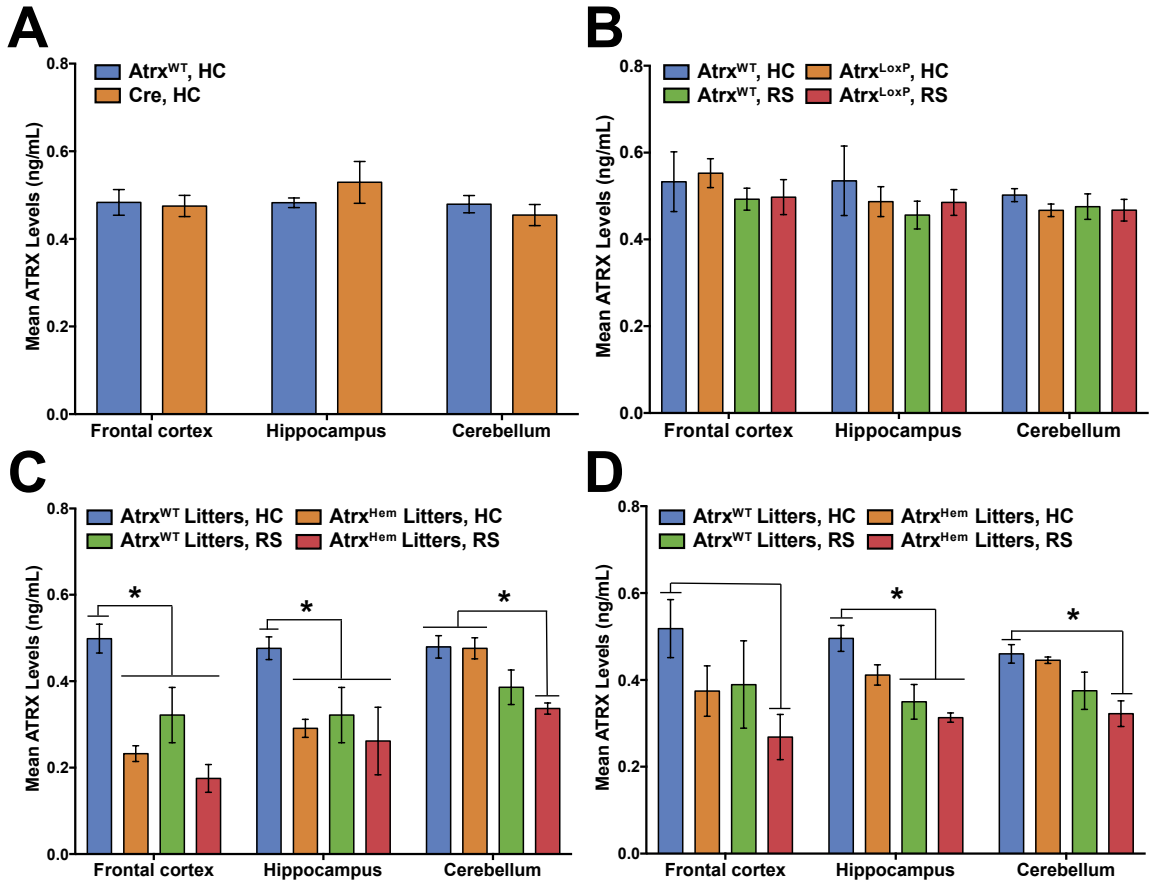 A
Mean ATRX Levels (ng/mL)
0.8
0.6
0.4
0.2
0.0
Atrx^WT, HC
Cre, HC
Frontal cortex Hippocampus Cerebellum
B
Mean ATRX Levels (ng/mL)
0.8
0.6
0.4
0.2
0.0
Atrx^WT, HC Atrx^LoxP, HC
Atrx^WT, RS Atrx^LoxP, RS
Frontal cortex Hippocampus Cerebellum
C
Mean ATRX Levels (ng/mL)
0.8
0.6
0.4
0.2
0.0
Atrx^WT Litters, HC Atrx^Hem Litters, HC
Atrx^WT Litters, RS Atrx^Hem Litters, RS
* * *
Frontal cortex Hippocampus Cerebellum
D
Mean ATRX Levels (ng/mL)
0.8
0.6
0.4
0.2
0.0
Atrx^WT Litters, HC Atrx^Hem Litters, HC
Atrx^WT Litters, RS Atrx^Hem Litters, RS
* *
Frontal cortex Hippocampus Cerebellum